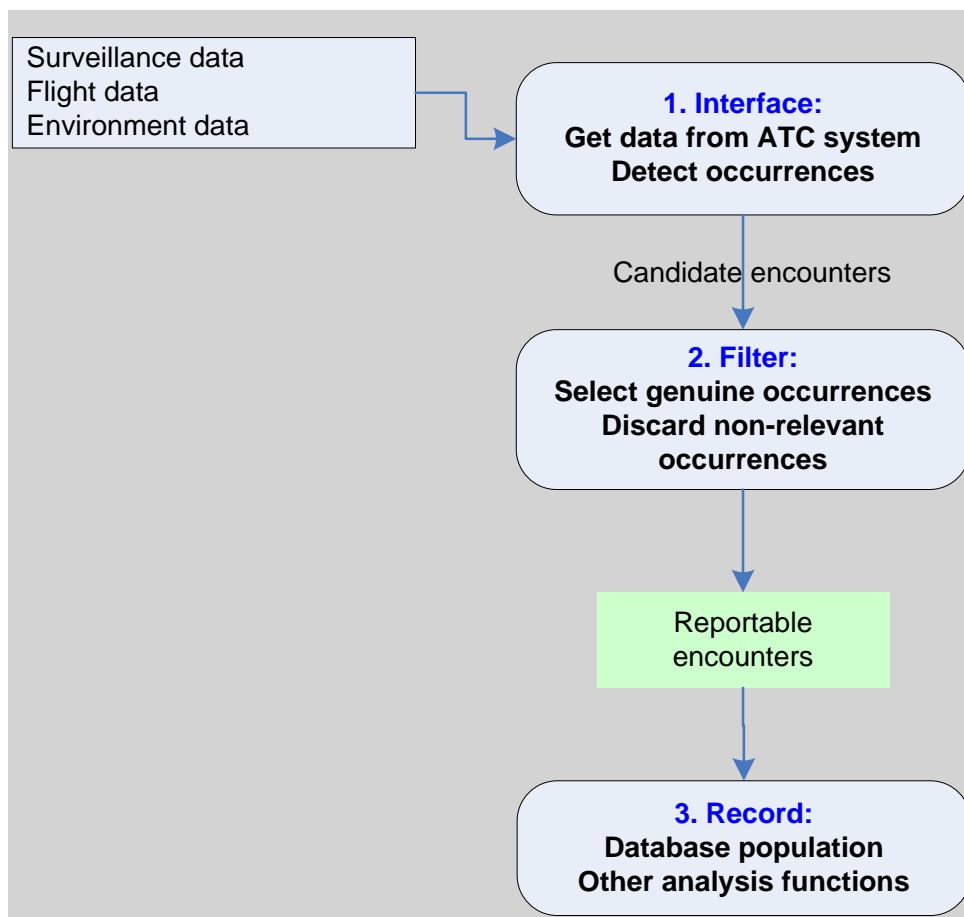 Surveillance data
Flight data
Environment data
1. Interface:
Get data from ATC system
Detect occurrences
Candidate encounters
2. Filter:
Select genuine occurrences
Discard non-relevant
occurrences
Reportable
encounters
3. Record:
Database population
Other analysis functions